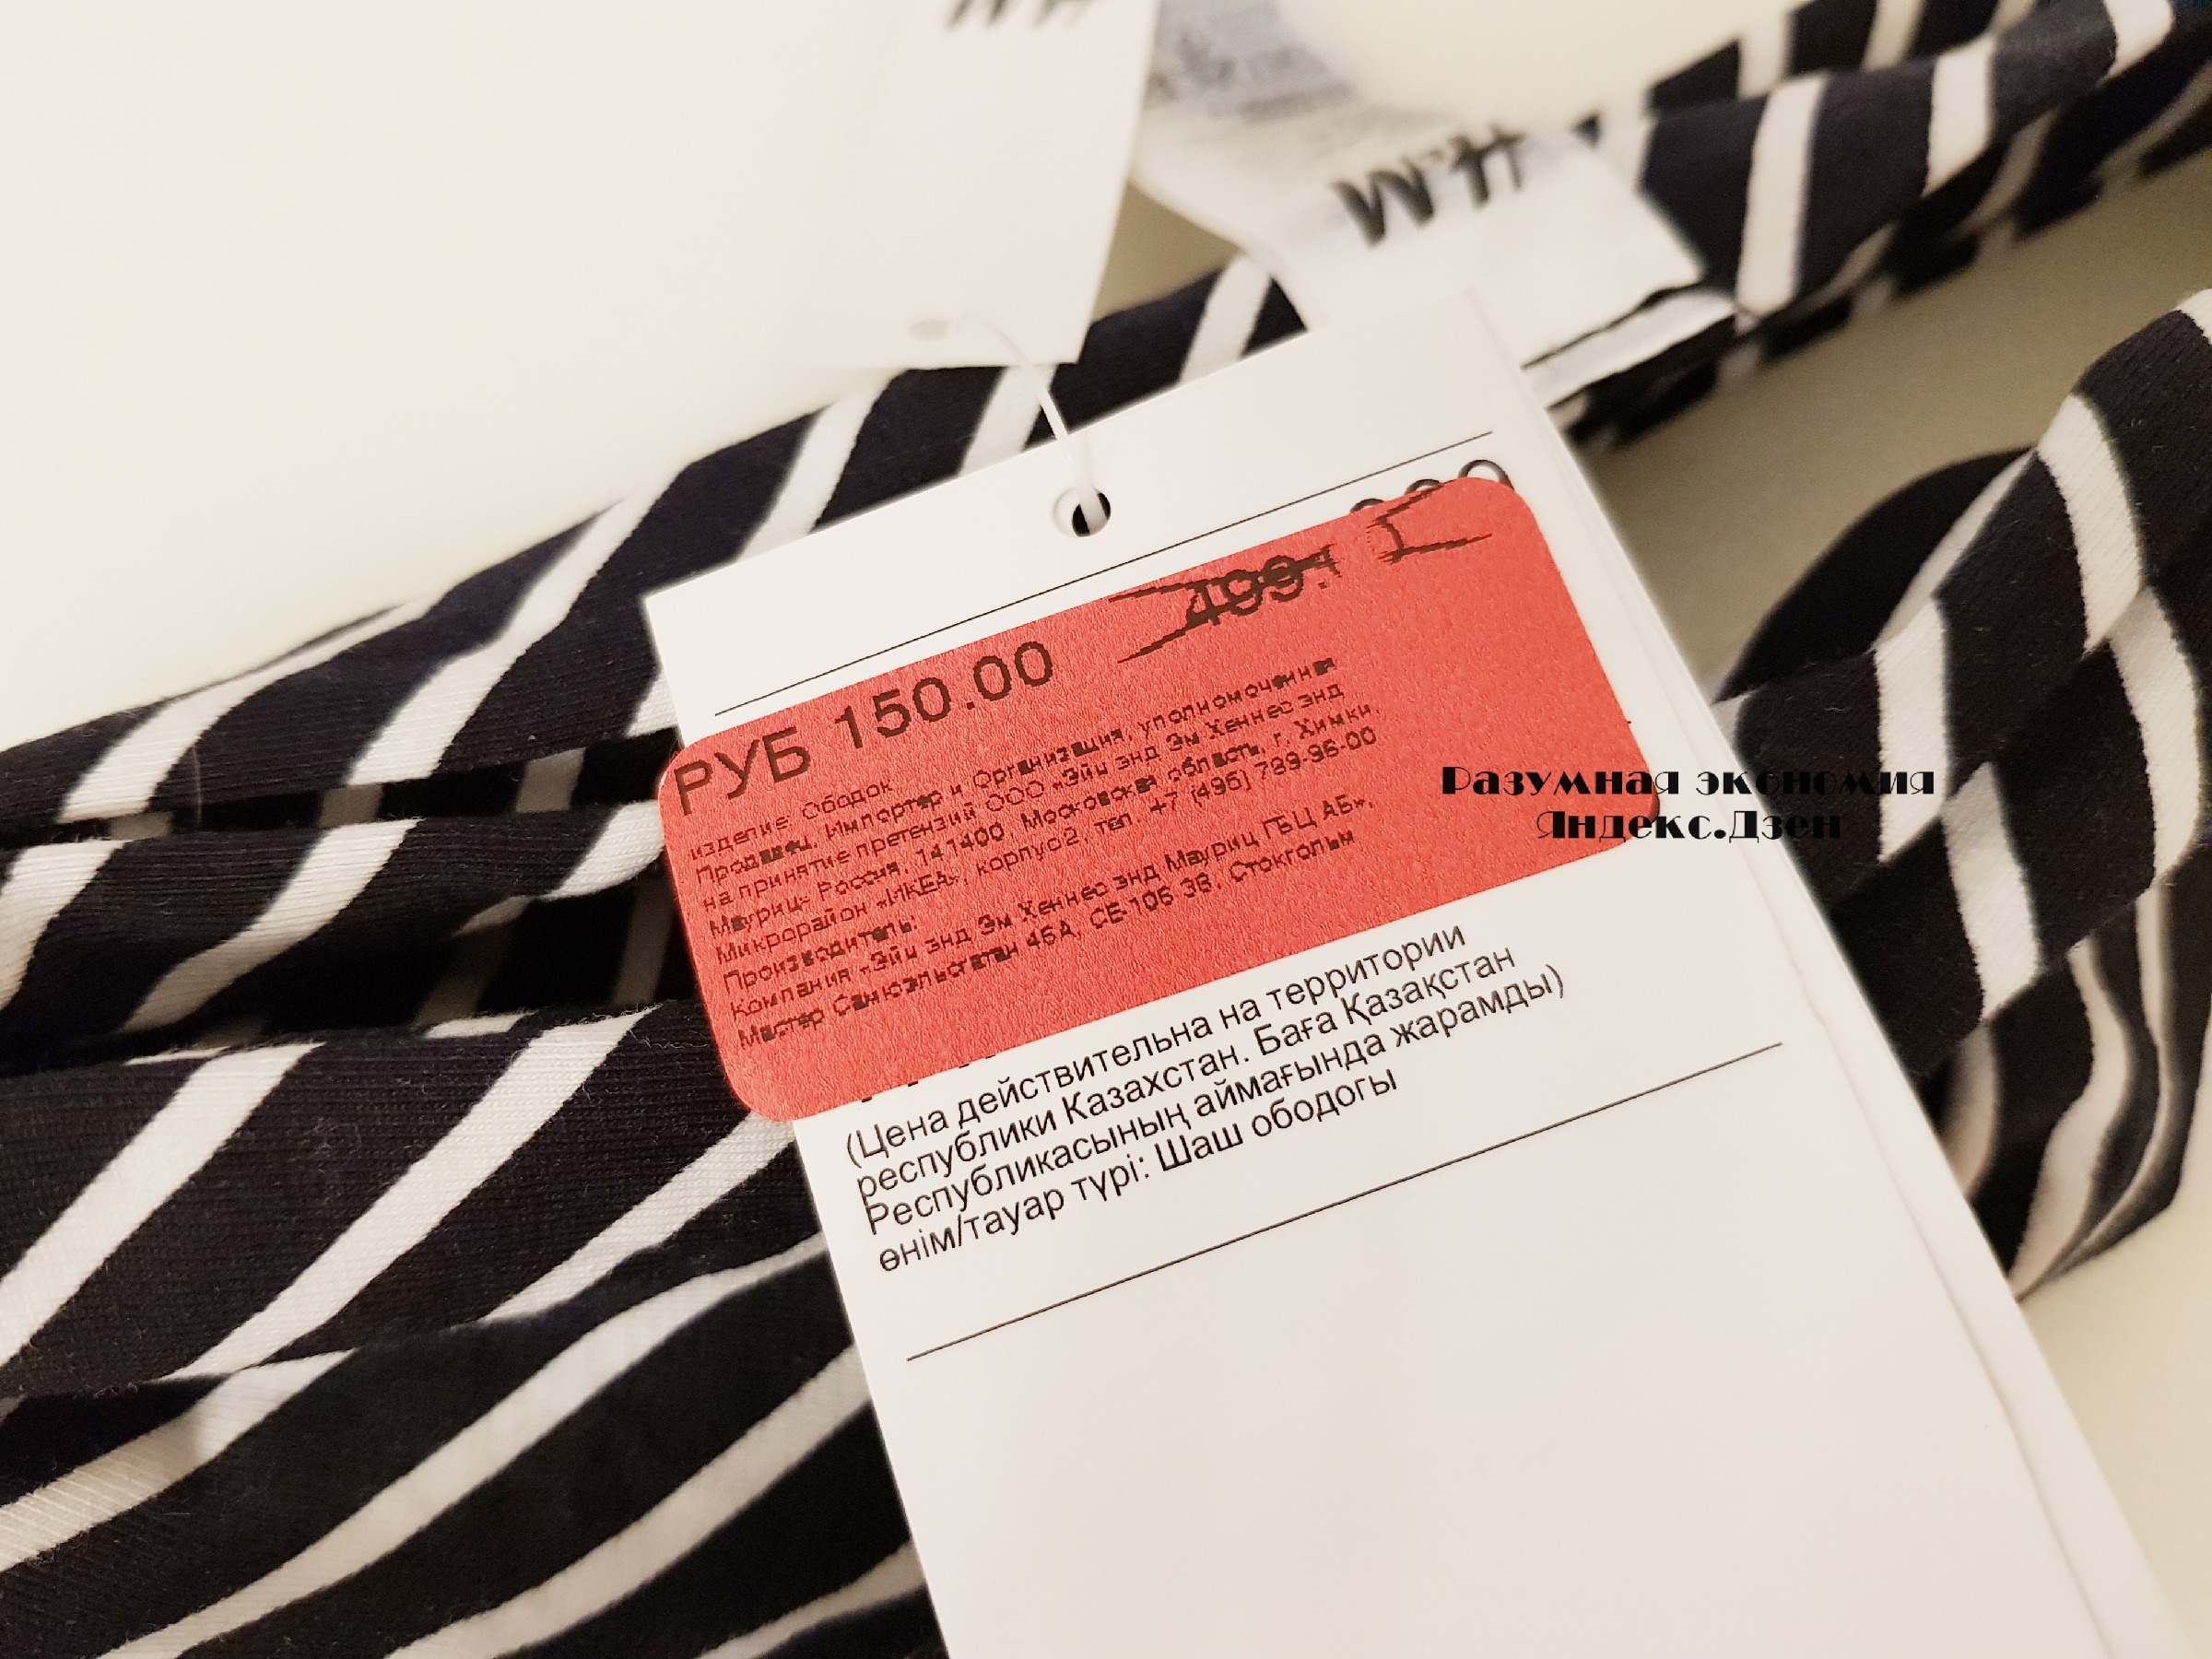 H&M
РУБ 150.00 499.
изделие Ободок
Продавец, Импортер и Организация, уполномоченная
на принятие претензий ООО «Эйч энд Эм Хеннес энд
Мауриц» Россия, 141400, Московская область, г. Химки,
Микрорайон «ИКЕА», корпус2, тел. +7 (495) 789-96-00
Производитель:
Компания «Эйч энд Эм Хеннес энд Мауриц ГБЦ АБ»,
Мастер Самюэльсгатан 46А, СЕ-106 38, Стокгольм
(Цена действительна на территории
республики Казахстан. Баға Қазақстан
Республикасының аймағында жарамды)
өнім/тауар түрі: Шаш ободогы
Разумная экономия
Яндекс.Дзен